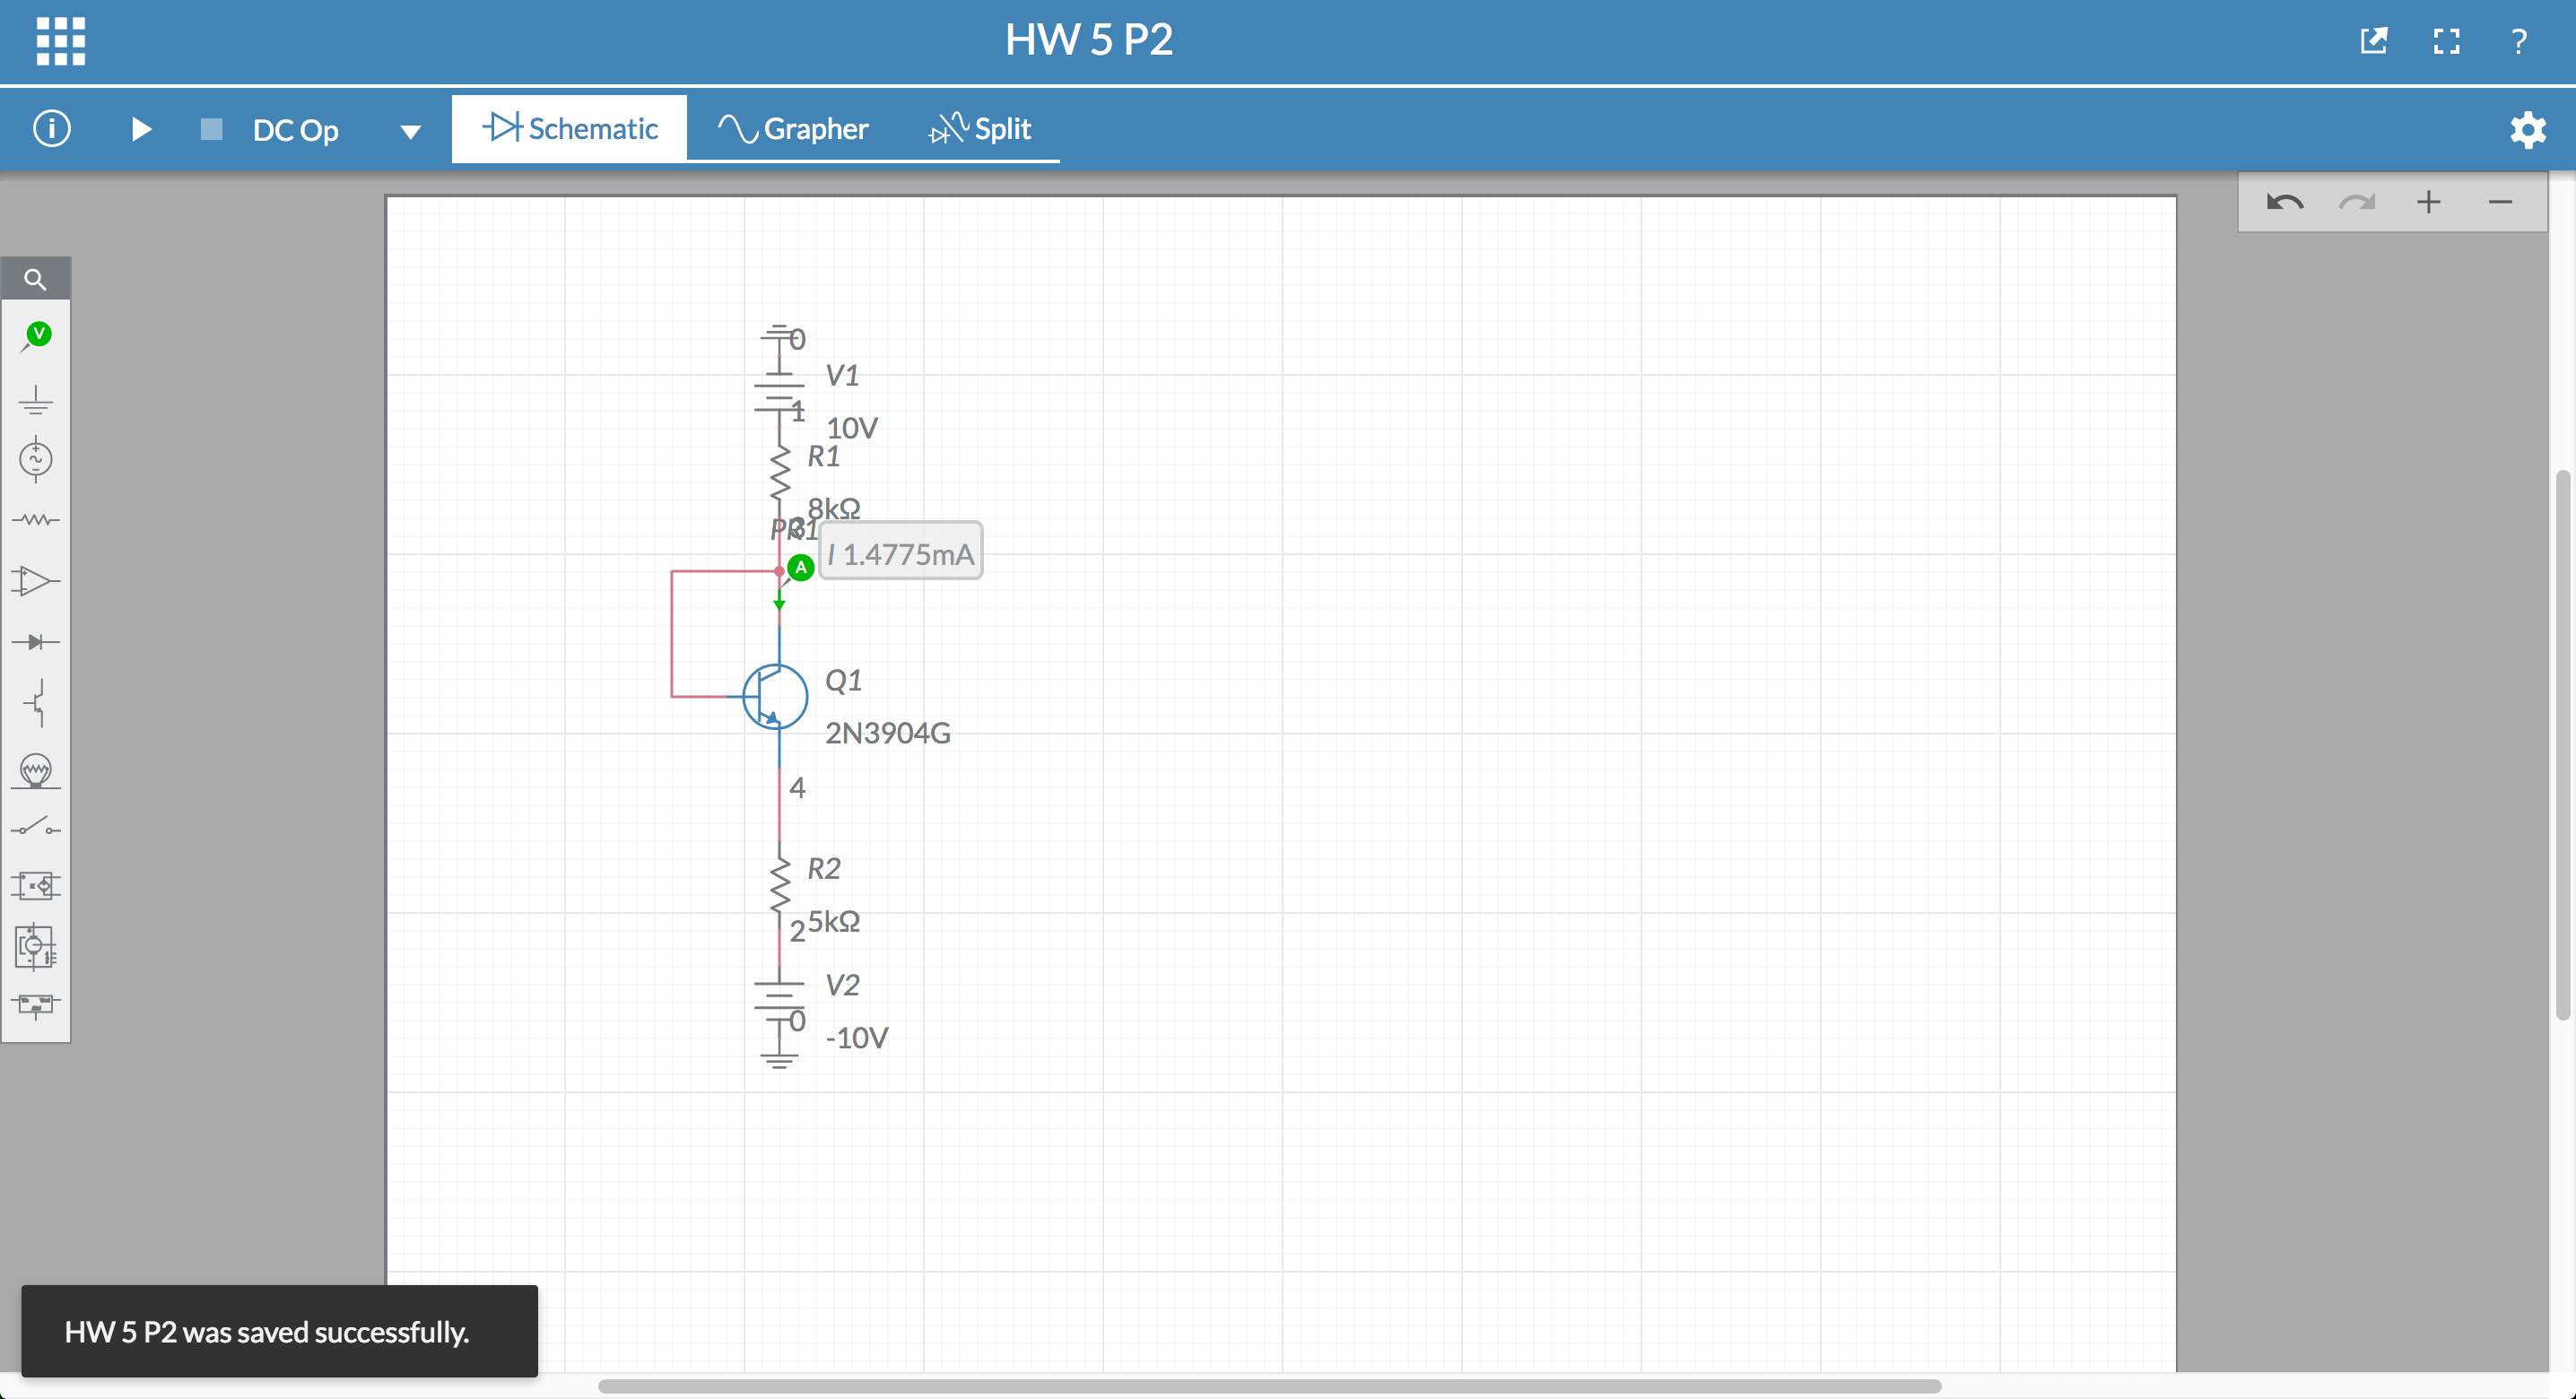 HW 5 P2
?
i DC Op Schematic Grapher Split
V
0
V1
1
10V
R1
8kΩ
PR1
3
I 1.4775mA
A
Q1
2N3904G
4
R2
5kΩ
2
V2
0
-10V
HW 5 P2 was saved successfully.